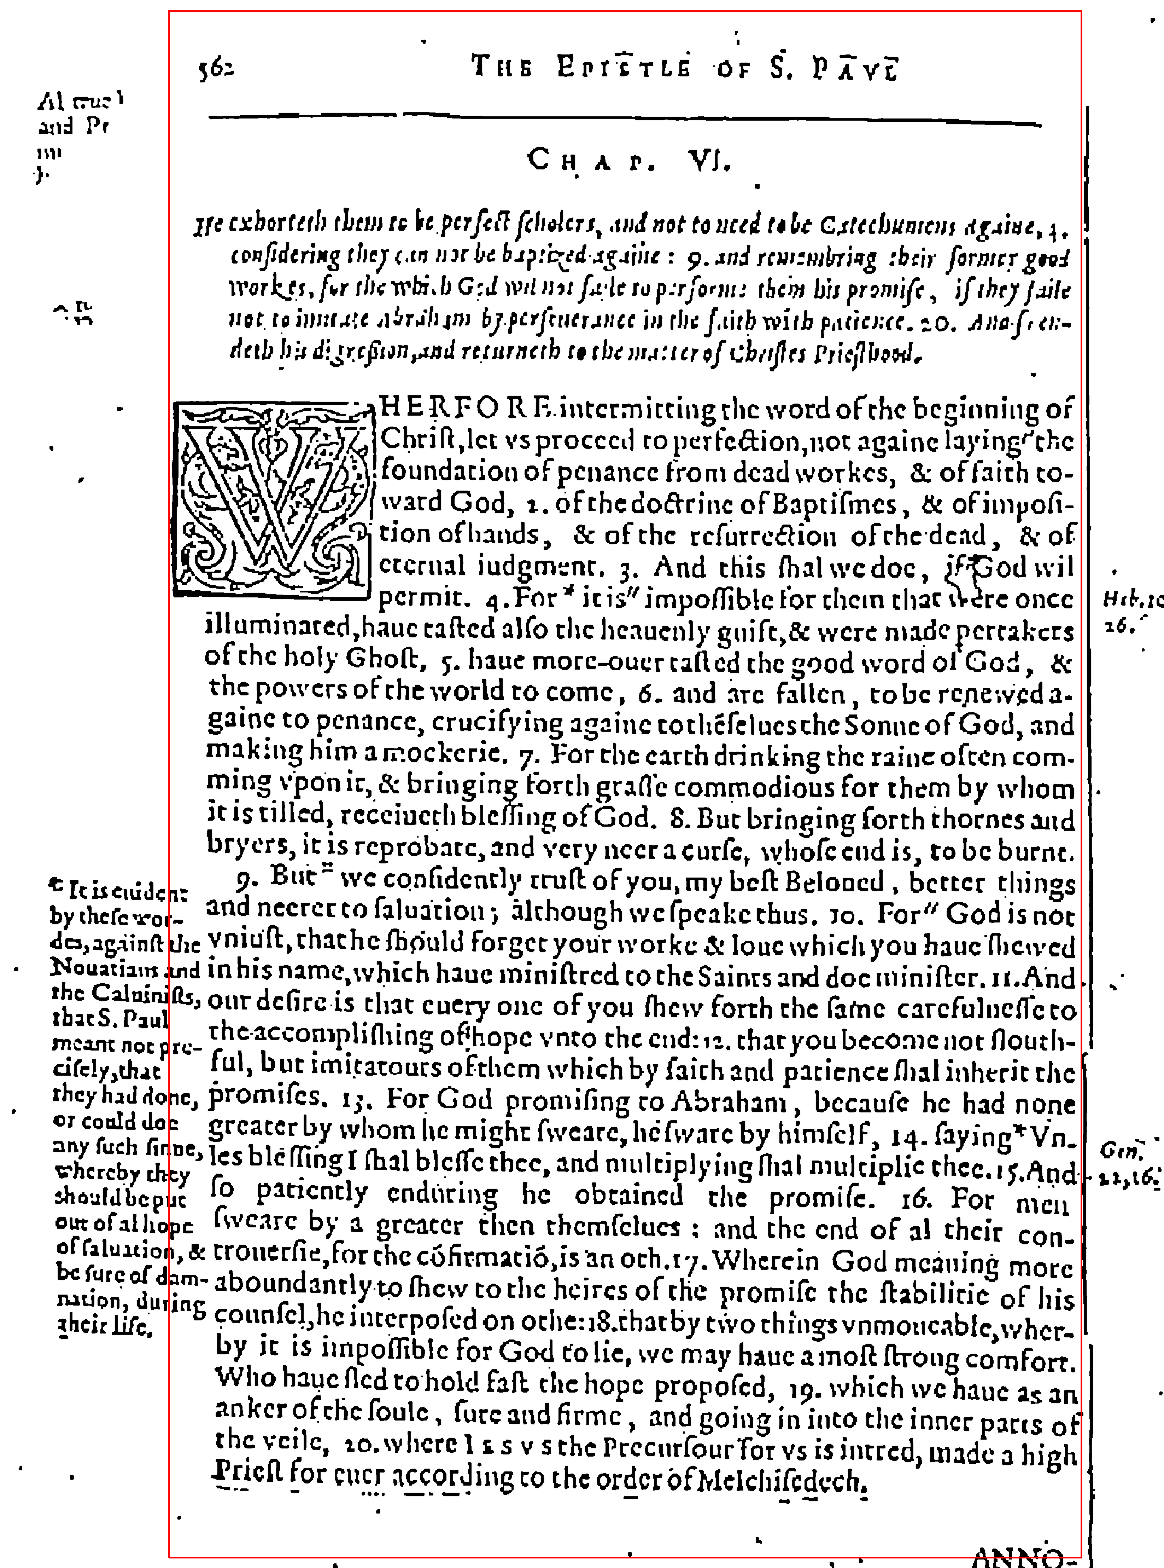 562 THE EPISTLE OF S. PAVL
CHAP. VI.
He exhorteth them to be perfect scholers, and not to need to be Catechumens againe, 4.
considering they can not be baptized againe : 9. and remembring their former good
workes, for the which God wil not faile to performe them his promise, if they faile
not to imitate Abraham by perseuerance in the faith with patience. 20. And so en-
deth his digression, and returneth to the matter of Christes Priesthood.
WHERFORE intermitting the word of the beginning of
Christ, let vs proceed to perfection, not againe laying" the
foundation of penance from dead workes, & of faith to-
ward God, 2. of the doctrine of Baptismes, & of imposi-
tion of hands, & of the resurrection of the dead, & of
eternal iudgment. 3. And this shal we doe, if God wil
permit. 4. For * it is" impossible for them that were once
illuminated, haue tasted also the heauenly guift, & were made pertakers
of the holy Ghost, 5. haue more-ouer tasted the good word of God, &
the powers of the world to come, 6. and are fallen, to be renewed a-
gaine to penance, crucifying againe to thẽselues the Sonne of God, and
making him a mockerie. 7. For the earth drinking the raine often com-
ming vpon it, & bringing forth grasse commodious for them by whom
it is tilled, receiueth blessing of God. 8. But bringing forth thornes and
bryers, it is reprobate, and very neer a curse, whose end is, to be burnt.
9. But" we confidently trust of you, my best Beloued, better things
and neerer to saluation; although we speake thus. 10. For" God is not
vniust, that he should forget your worke & loue which you haue shewed
in his name, which haue ministred to the Saints and doe minister. 11. And
our desire is that euery one of you shew forth the same carefulnesse to
the accomplishing of hope vnto the end: 12. that you become not slouth-
ful, but imitatours of them which by faith and patience shal inherit the
promises. 13. For God promising to Abraham, because he had none
greater by whom he might sweare, he sware by himself, 14. saying * Vn-
les blessing I shal blesse thee, and multiplying shal multiplie thee. 15. And
so patiently enduring he obtained the promise. 16. For men
sweare by a greater then themselues : and the end of al their con-
trouersie, for the cõfirmatiõ, is an oth. 17. Wherein God meaning more
aboundantly to shew to the heires of the promise the stabilitie of his
counsel, he interposed an othe: 18. that by two things vnmoueable, wher-
by it is impossible for God to lie, we may haue a most strong comfort.
Who haue fled to hold fast the hope proposed, 19. which we haue as an
anker of the soule, sure and firme, and going in into the inner parts of
the veile, 20. where IESVS the Precursour for vs is intred, made a high
Priest for euer according to the order of Melchisedech.
ANNO-
Al
and
" It is euident
by these wor-
des, against the
Nouatians and
the Caluinists,
that S. Paul
meant not pre-
cisely, that
they had done,
or could doe
any such sinne,
whereby they
should be put
out of al hope
of saluation, &
be sure of dam-
nation, during
their life.
Heb. 10
26.
Gen.
22, 16.